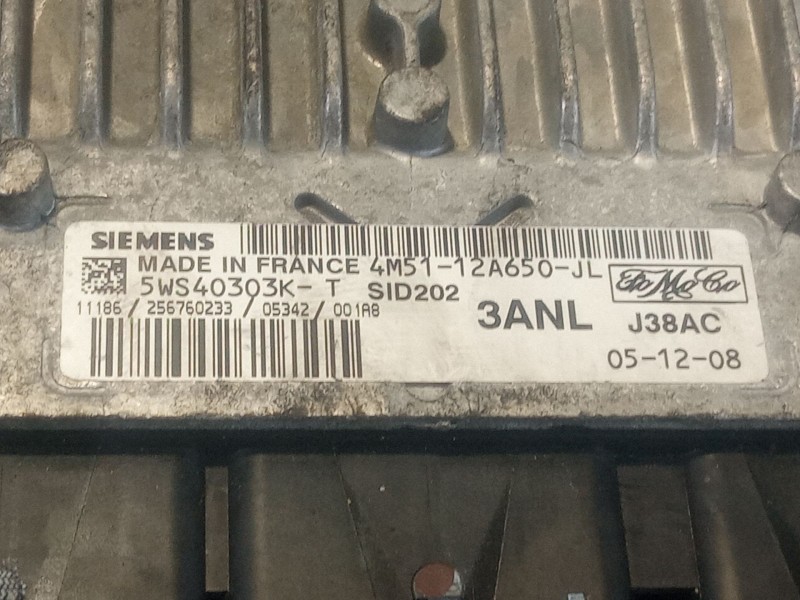 SIEMENS
MADE IN FRANCE 4M51-12A650-JL
5WS40303K- T SID202
FoMoCo
11186 / 256760233 / 05342 / 001A8
3ANL J38AC
05-12-08